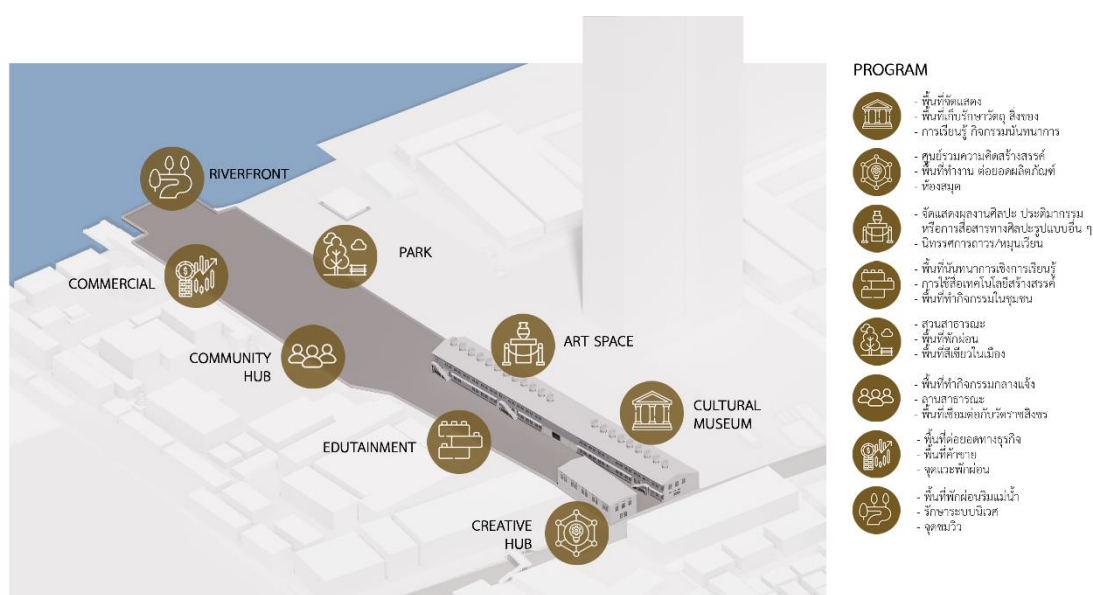 RIVERFRONT
PARK
COMMERCIAL
ART SPACE
COMMUNITY
HUB
CULTURAL
MUSEUM
EDUTAINMENT
CREATIVE
HUB
PROGRAM
- พื้นที่จัดแสดง
- พื้นที่เก็บรักษาวัตถุ สิ่งของ
- การเรียนรู้ กิจกรรมนันทนาการ
- ศูนย์รวมความคิดสร้างสรรค์
- พื้นที่ทำงาน ต่อยอดผลิตภัณฑ์
- ห้องสมุด
- จัดแสดงผลงานศิลปะ ประติมากรรม
หรือการสื่อสารทางศิลปะรูปแบบอื่น ๆ
- นิทรรศการถาวร/หมุนเวียน
- พื้นที่นันทนาการเชิงการเรียนรู้
- การใช้สื่อเทคโนโลยีสร้างสรรค์
- พื้นที่ทำกิจกรรมในชุมชน
- สวนสาธารณะ
- พื้นที่พักผ่อน
- พื้นที่สีเขียวในเมือง
- พื้นที่ทำกิจกรรมกลางแจ้ง
- ลานสาธารณะ
- พื้นที่เชื่อมต่อกับวัดราชสิงขร
- พื้นที่ต่อยอดทางธุรกิจ
- พื้นที่ค้าขาย
- จุดแวะพักผ่อน
- พื้นที่พักผ่อนริมแม่น้ำ
- รักษาระบบนิเวศ
- จุดชมวิว